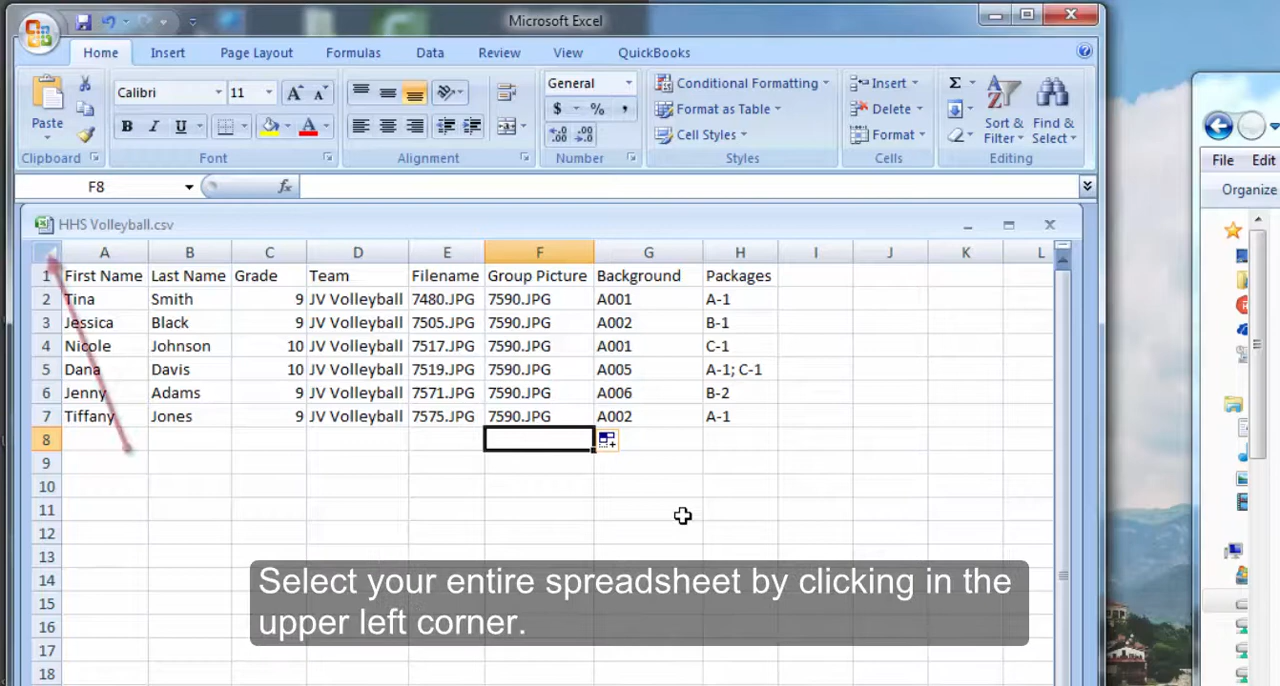 Microsoft Excel
Home Insert Page Layout Formulas Data Review View QuickBooks
Paste
Clipboard
Calibri 11
B I U A
Font
Alignment
General
$ % ,
Number
Conditional Formatting
Format as Table
Cell Styles
Styles
Insert
Delete
Format
Cells
Σ
Sort & Filter
Find & Select
Editing
F8 fx
HHS Volleyball.csv
A B C D E F G H I J K L
1 First Name Last Name Grade Team Filename Group Picture Background Packages
2 Tina Smith 9 JV Volleyball 7480.JPG 7590.JPG A001 A-1
3 Jessica Black 9 JV Volleyball 7505.JPG 7590.JPG A002 B-1
4 Nicole Johnson 10 JV Volleyball 7517.JPG 7590.JPG A001 C-1
5 Dana Davis 10 JV Volleyball 7519.JPG 7590.JPG A005 A-1; C-1
6 Jenny Adams 9 JV Volleyball 7571.JPG 7590.JPG A006 B-2
7 Tiffany Jones 9 JV Volleyball 7575.JPG 7590.JPG A002 A-1
8
9
10
11
12
13
14
15
16
17
18
Select your entire spreadsheet by clicking in the
upper left corner.
File Edit
Organize